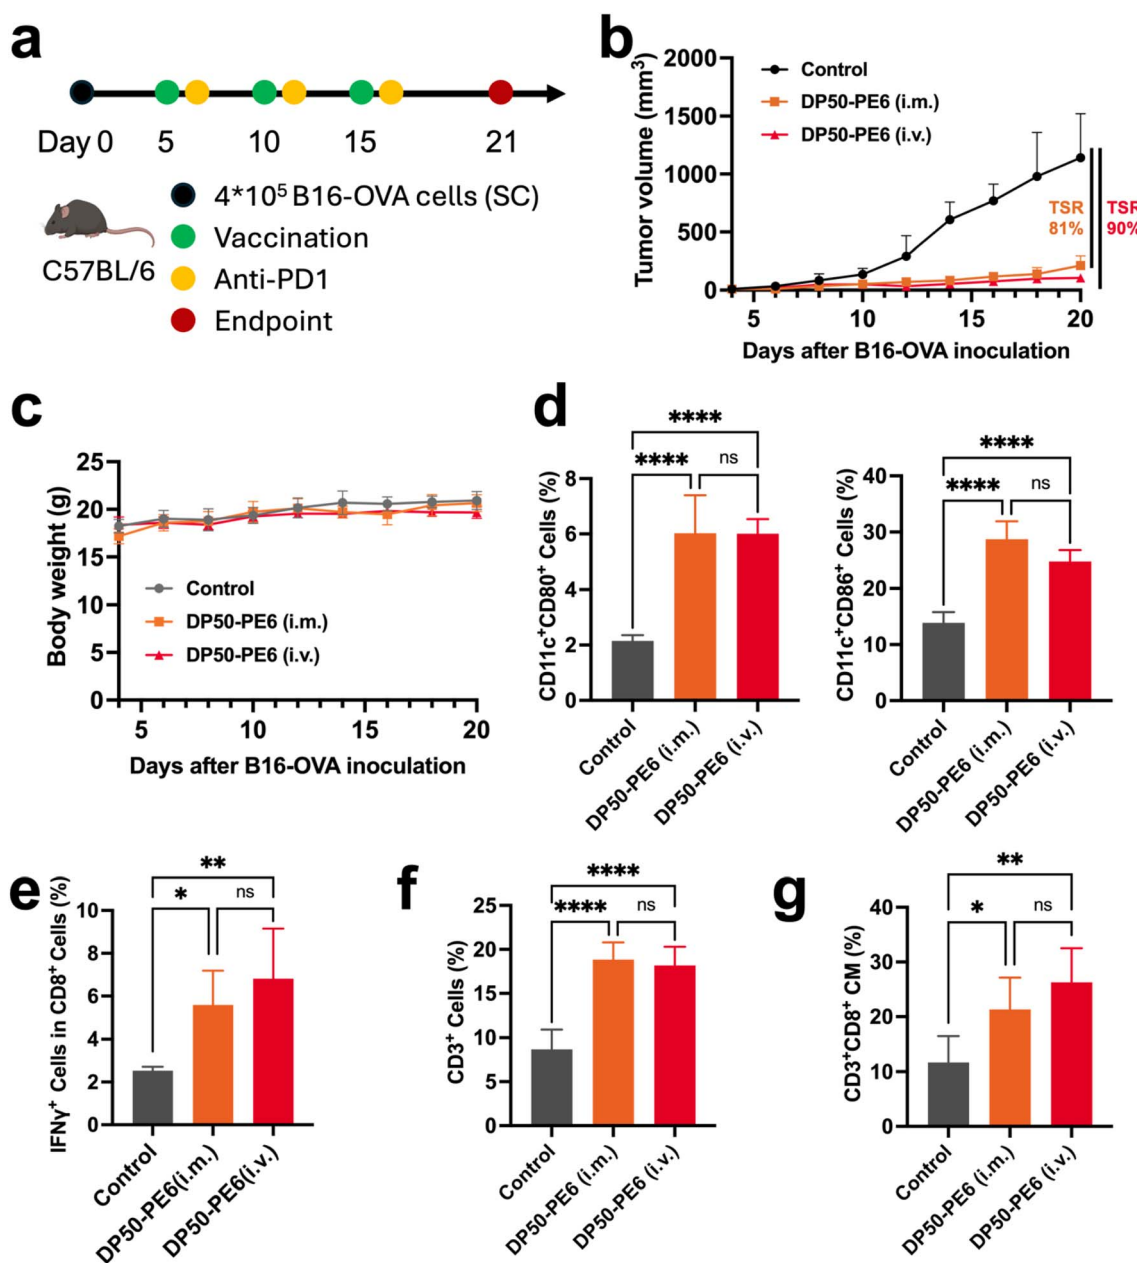 a
Day 0 5 10 15 21
C57BL/6
4*10⁵ B16-OVA cells (SC)
Vaccination
Anti-PD1
Endpoint
b
Tumor volume (mm³)
2000
1500
1000
500
0
Control
DP50-PE6 (i.m.)
DP50-PE6 (i.v.)
TSR
81%
TSR
90%
5 10 15 20
Days after B16-OVA inoculation
c
Body weight (g)
25
20
15
10
5
0
Control
DP50-PE6 (i.m.)
DP50-PE6 (i.v.)
5 10 15 20
Days after B16-OVA inoculation
d
CD11c⁺CD80⁺ Cells (%)
8
6
4
2
0
****
****
ns
Control
DP50-PE6 (i.m.)
DP50-PE6 (i.v.)
CD11c⁺CD86⁺ Cells (%)
40
30
20
10
0
****
****
ns
Control
DP50-PE6 (i.m.)
DP50-PE6 (i.v.)
e
IFNγ⁺ Cells in CD8⁺ Cells (%)
10
8
6
4
2
0
**
*
ns
Control
DP50-PE6(i.m.)
DP50-PE6(i.v.)
f
CD3⁺ Cells (%)
25
20
15
10
5
0
****
****
ns
Control
DP50-PE6 (i.m.)
DP50-PE6 (i.v.)
g
CD3⁺CD8⁺ CM (%)
40
30
20
10
0
**
*
ns
Control
DP50-PE6 (i.m.)
DP50-PE6 (i.v.)